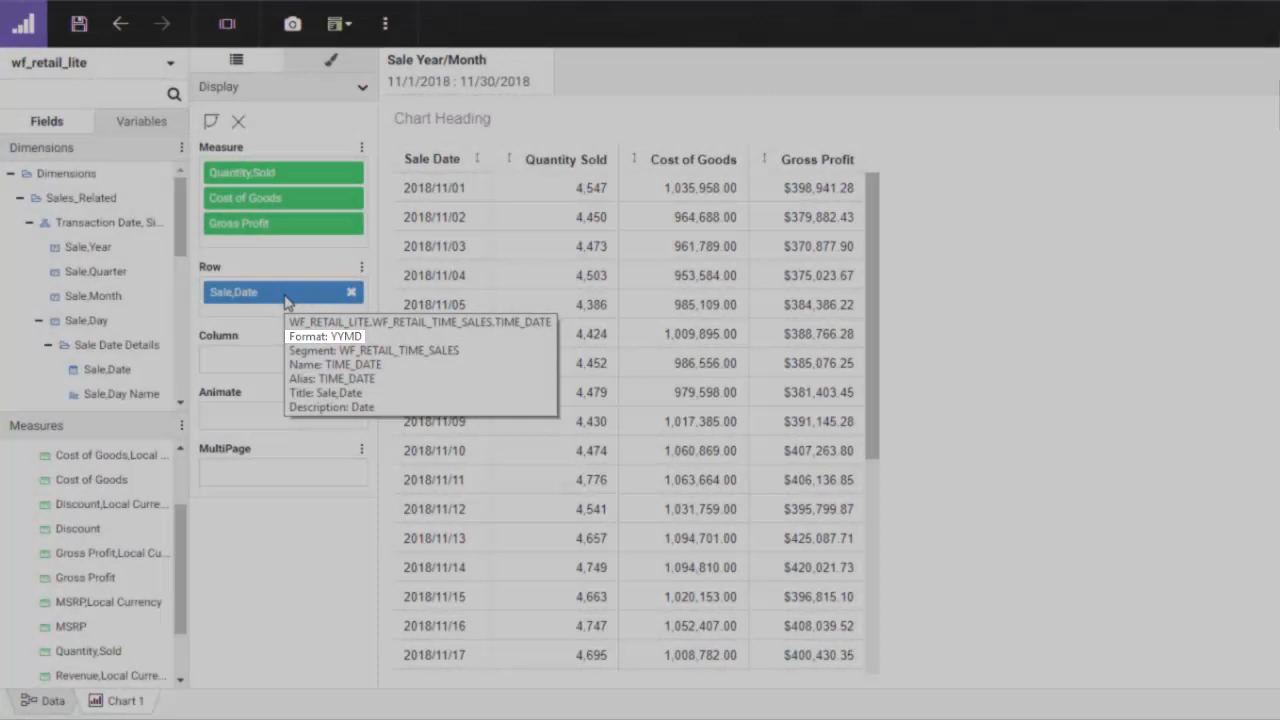 wf_retail_lite
Fields
Variables
Dimensions
Dimensions
Sales_Related
Transaction Date, Si...
Sale,Year
Sale,Quarter
Sale,Month
Sale,Day
Sale Date Details
Sale,Date
Sale,Day Name
Measures
Cost of Goods,Local ...
Cost of Goods
Discount,Local Curre...
Discount
Gross Profit,Local Cu...
Gross Profit
MSRP,Local Currency
MSRP
Quantity,Sold
Revenue,Local Curre...
Data
Chart 1
Display
Measure
Quantity,Sold
Cost of Goods
Gross Profit
Row
Sale,Date
Column
Animate
MultiPage
WF_RETAIL_LITE.WF_RETAIL_TIME_SALES.TIME_DATE
Format: YYMD
Segment: WF_RETAIL_TIME_SALES
Name: TIME_DATE
Alias: TIME_DATE
Title: Sale,Date
Description: Date
Sale Year/Month
11/1/2018 : 11/30/2018
Chart Heading
Sale Date Quantity Sold Cost of Goods Gross Profit
2018/11/01 4,547 1,035,958.00 $398,941.28
2018/11/02 4,450 964,688.00 $379,882.43
2018/11/03 4,473 961,789.00 $370,877.90
2018/11/04 4,503 953,584.00 $375,023.67
2018/11/05 4,386 985,109.00 $384,386.22
4,424 1,009,895.00 $388,766.28
4,452 986,556.00 $385,076.25
4,479 979,598.00 $381,403.45
2018/11/09 4,430 1,017,385.00 $391,145.28
2018/11/10 4,474 1,060,869.00 $407,263.80
2018/11/11 4,776 1,063,664.00 $406,136.85
2018/11/12 4,541 1,031,759.00 $395,799.87
2018/11/13 4,657 1,094,701.00 $425,087.71
2018/11/14 4,749 1,094,810.00 $420,021.73
2018/11/15 4,663 1,020,153.00 $396,815.10
2018/11/16 4,747 1,052,407.00 $408,039.52
2018/11/17 4,695 1,008,782.00 $400,430.35